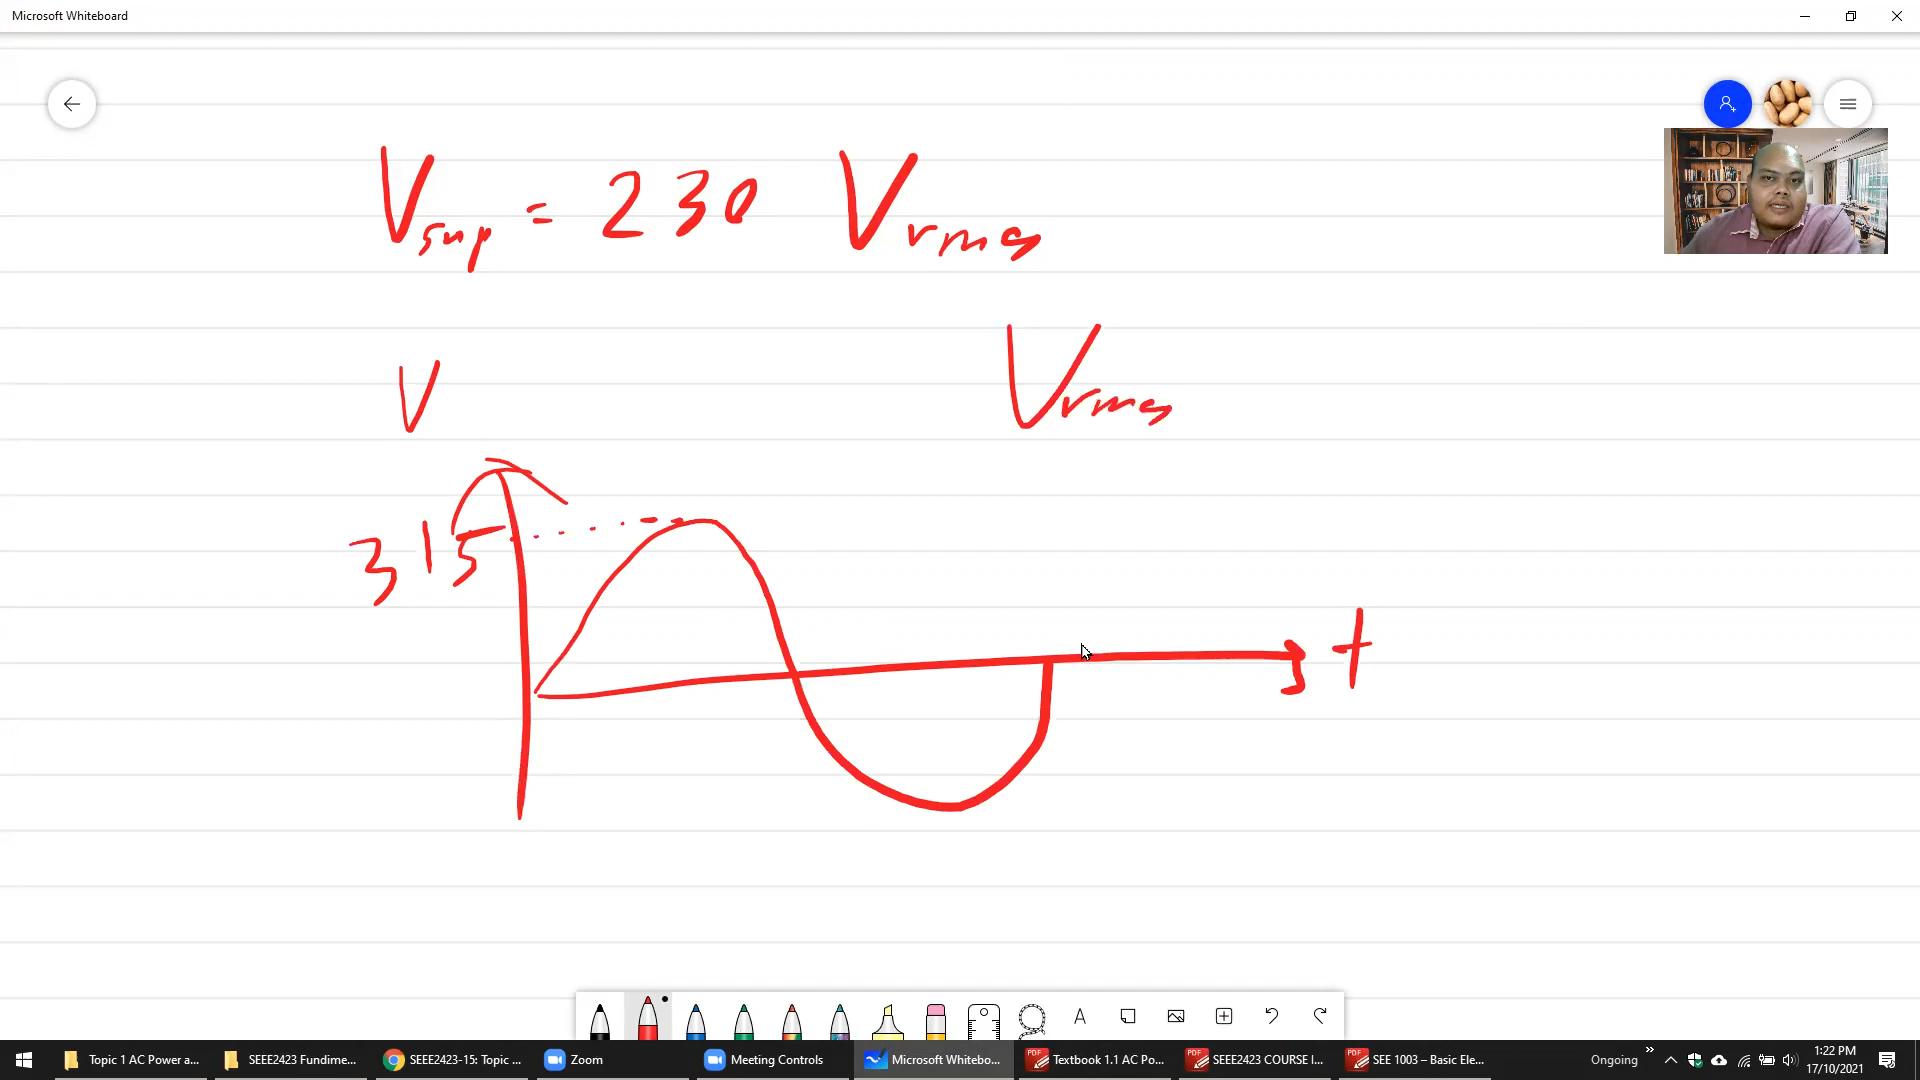 Microsoft Whiteboard
Vsup = 230 Vrms
V
Vrms
315
t
A
Topic 1 AC Power a...
SEEE2423 Fundime...
SEEE2423-15: Topic ...
Zoom
Meeting Controls
Microsoft Whitebo...
Textbook 1.1 AC Po...
SEEE2423 COURSE I...
SEE 1003 – Basic Ele...
Ongoing
1:22 PM
17/10/2021